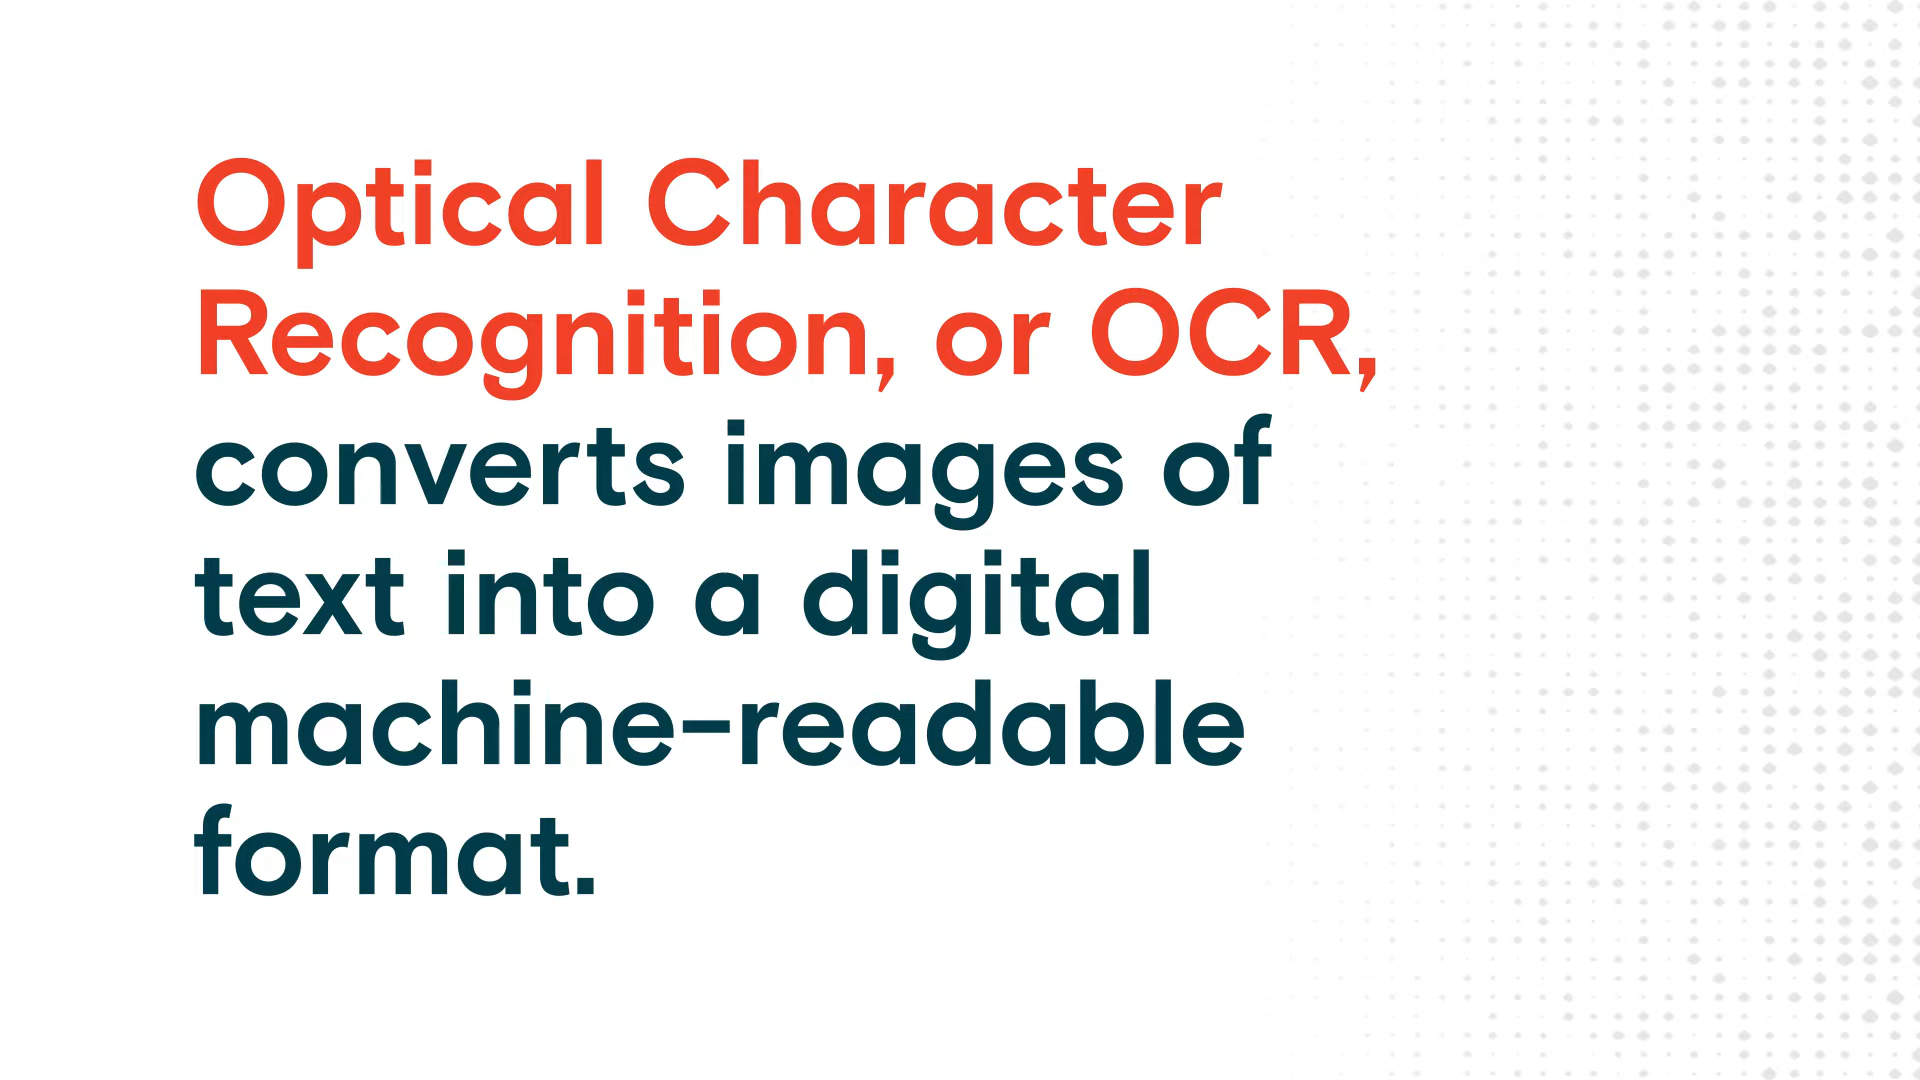 Optical Character
Recognition, or OCR,
converts images of
text into a digital
machine-readable
format.